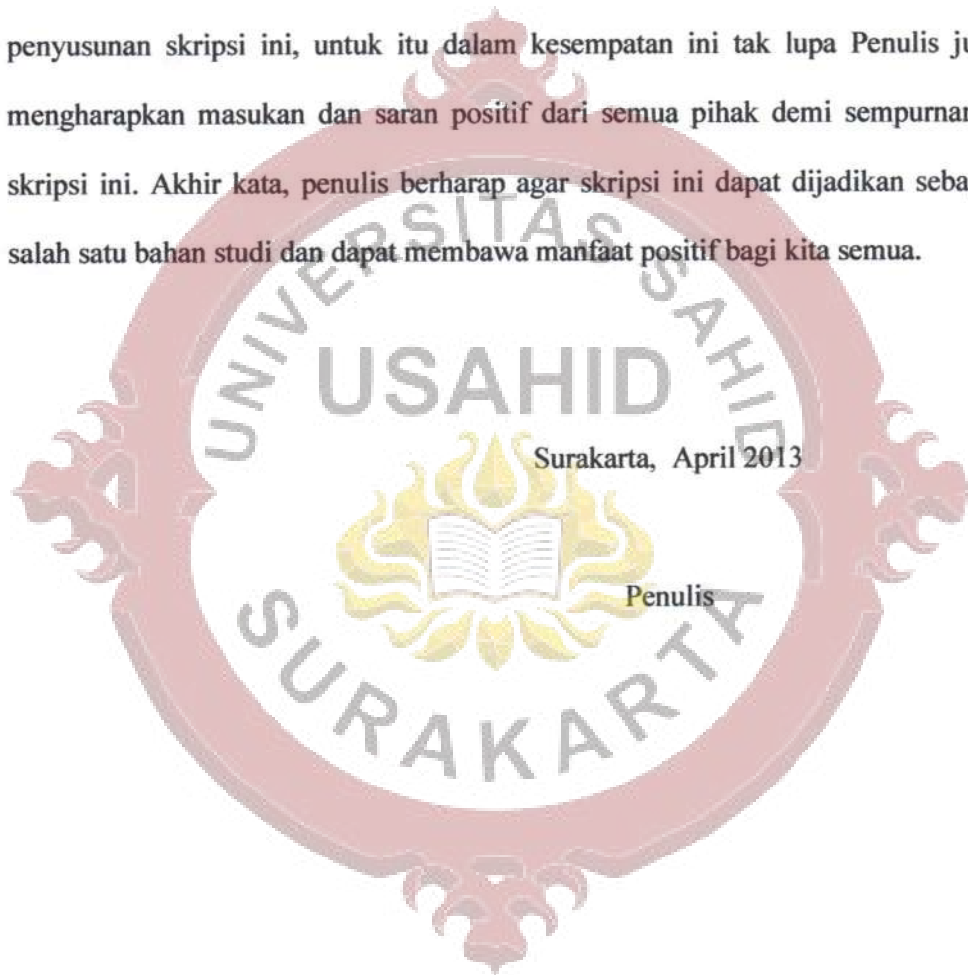 penyusunan skripsi ini, untuk itu dalam kesempatan ini tak lupa Penulis ju
mengharapkan masukan dan saran positif dari semua pihak demi sempurnan
skripsi ini. Akhir kata, penulis berharap agar skripsi ini dapat dijadikan seba
salah satu bahan studi dan dapat membawa manfaat positif bagi kita semua.
UNIVERSITAS SAHID
USAHID
Surakarta, April 2013
Penulis
SURAKARTA